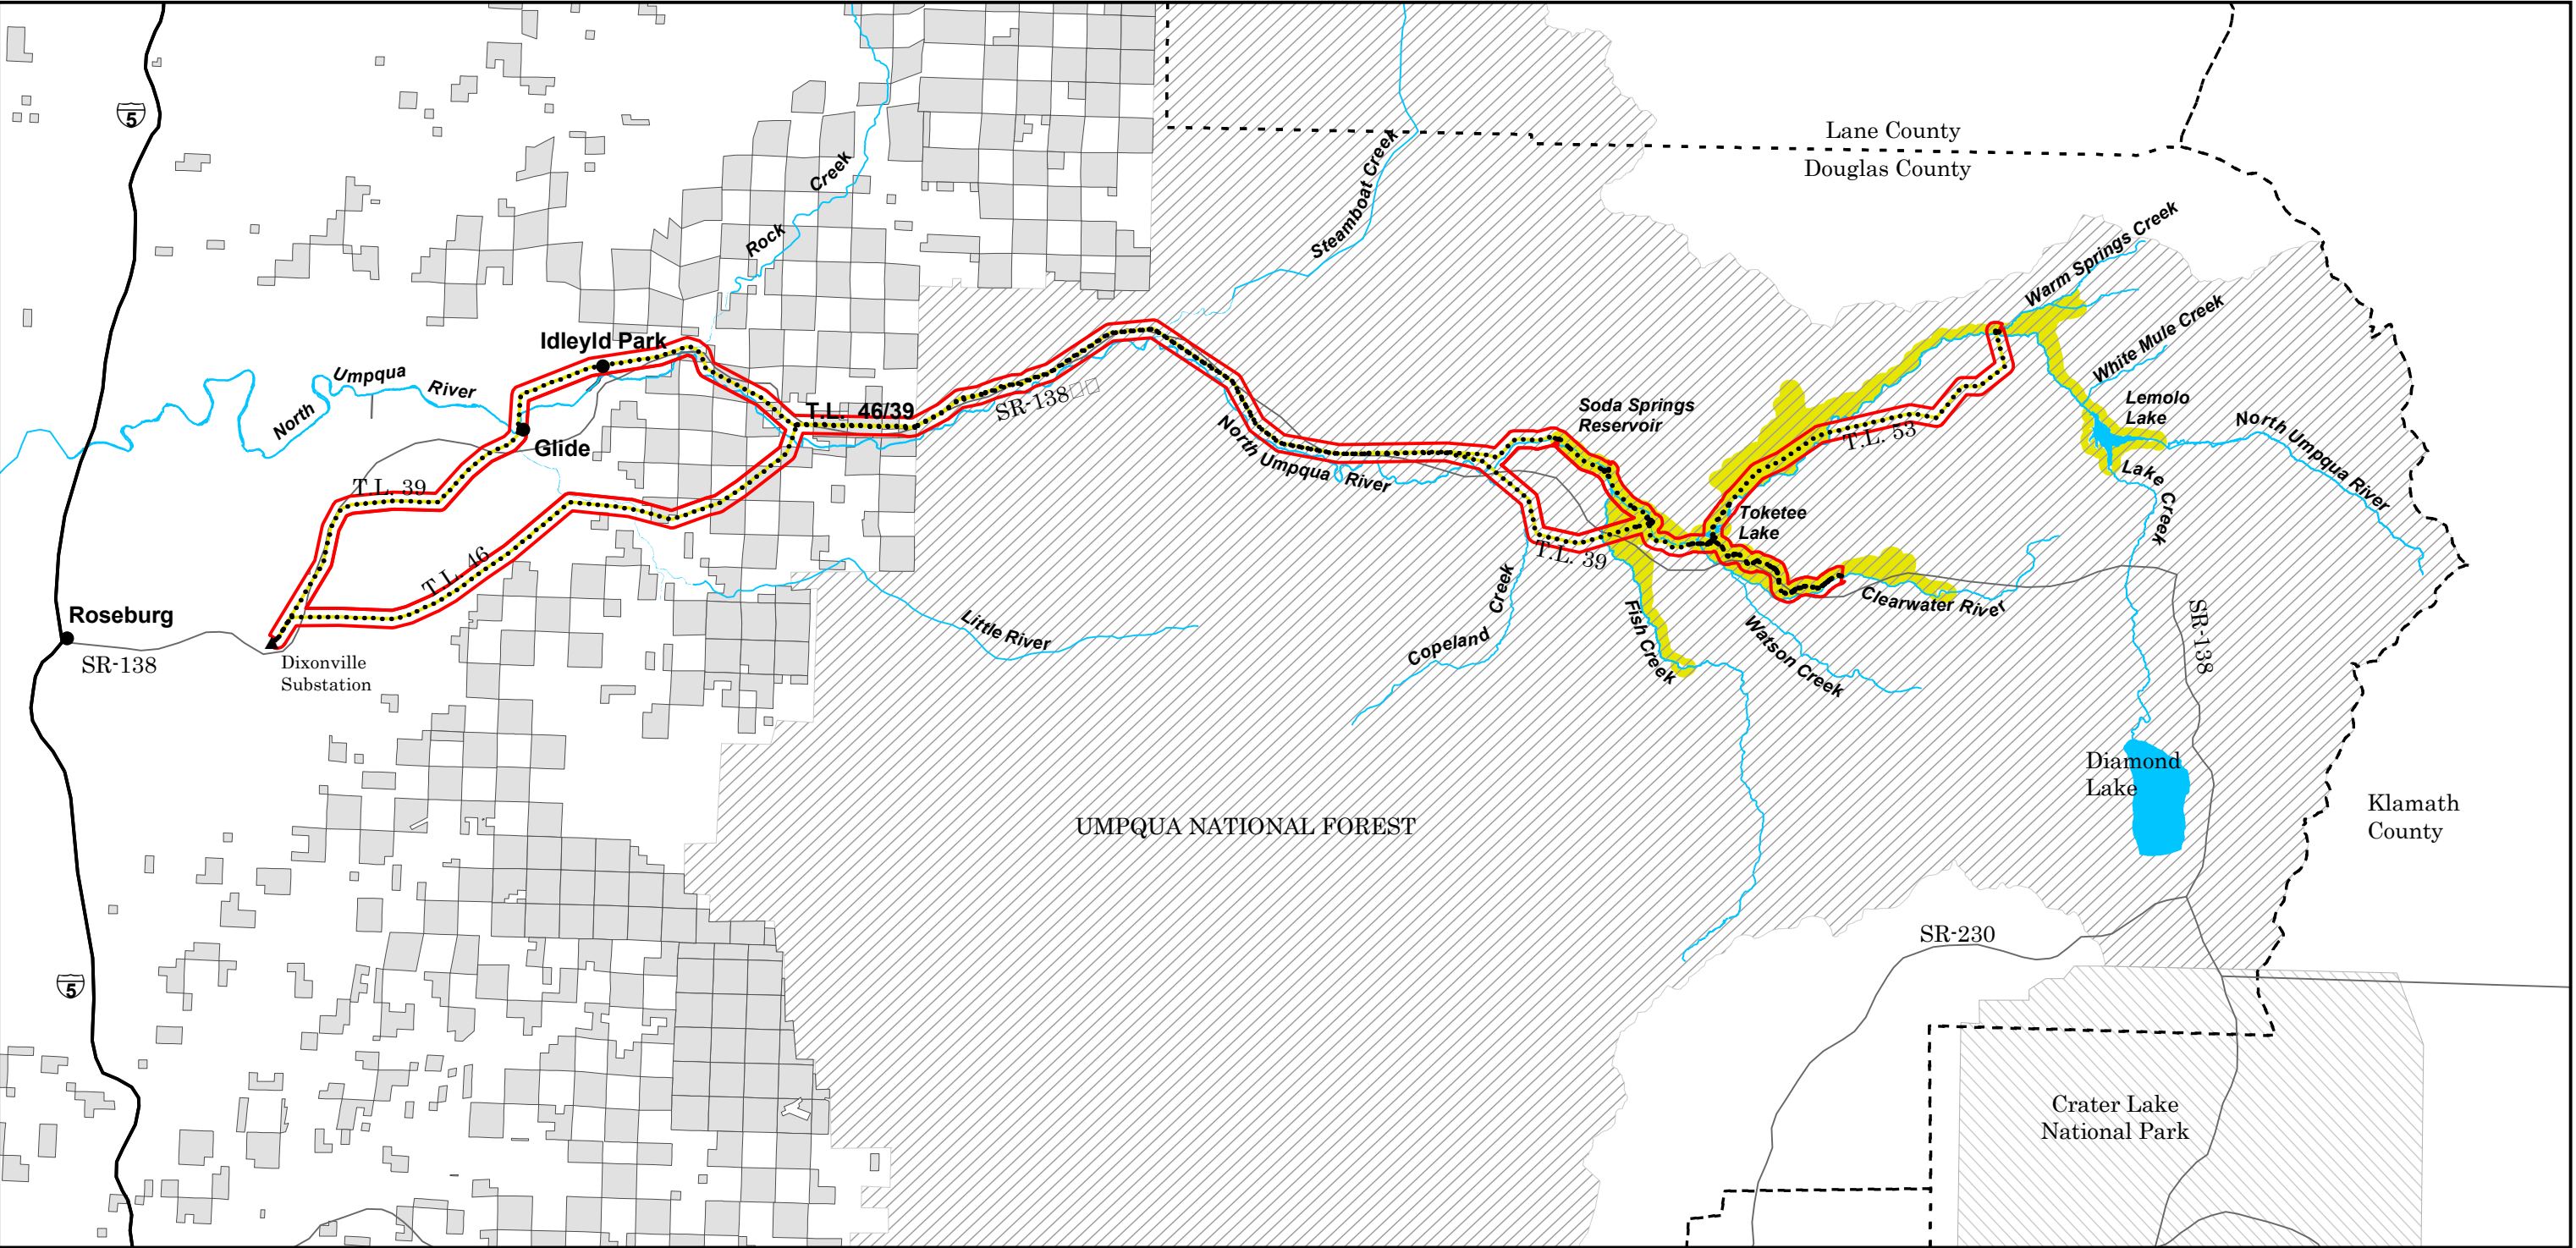 5
Lane County
Douglas County
Steamboat Creek
Rock Creek
Warm Springs Creek
White Mule Creek
Idleyld Park
North Umpqua River
T.L. 46/39
SR-138
Soda Springs
Reservoir
Lemolo
Lake
T.L. 53
North Umpqua River
Glide
North Umpqua River
Lake Creek
T.L. 39
Toketee
Lake
T.L. 39
T.L. 46
Clearwater River
Copeland Creek
Fish Creek
Watson Creek
Little River
SR-138
Roseburg
SR-138
Dixonville
Substation
Diamond
Lake
Klamath
County
UMPQUA NATIONAL FOREST
SR-230
5
Crater Lake
National Park